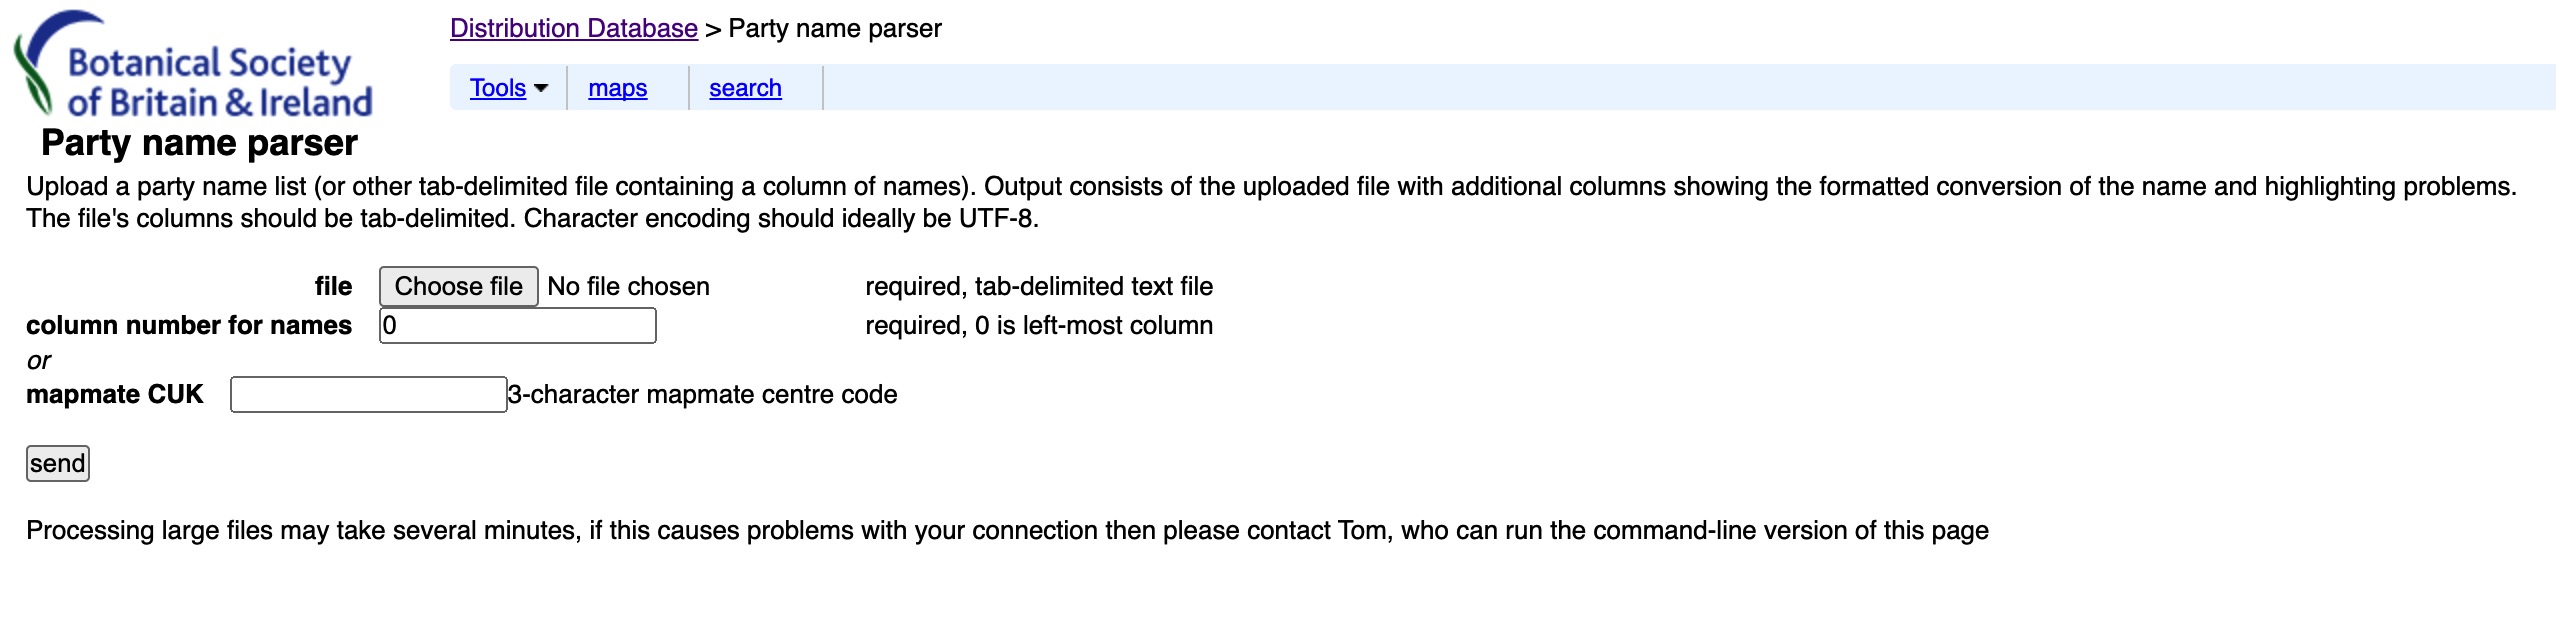 Botanical Society
of Britain & Ireland
Distribution Database > Party name parser
Tools maps search
Party name parser
Upload a party name list (or other tab-delimited file containing a column of names). Output consists of the uploaded file with additional columns showing the formatted conversion of the name and highlighting problems.
The file's columns should be tab-delimited. Character encoding should ideally be UTF-8.
file Choose file No file chosen required, tab-delimited text file
column number for names 0 required, 0 is left-most column
or
mapmate CUK 3-character mapmate centre code
send
Processing large files may take several minutes, if this causes problems with your connection then please contact Tom, who can run the command-line version of this page